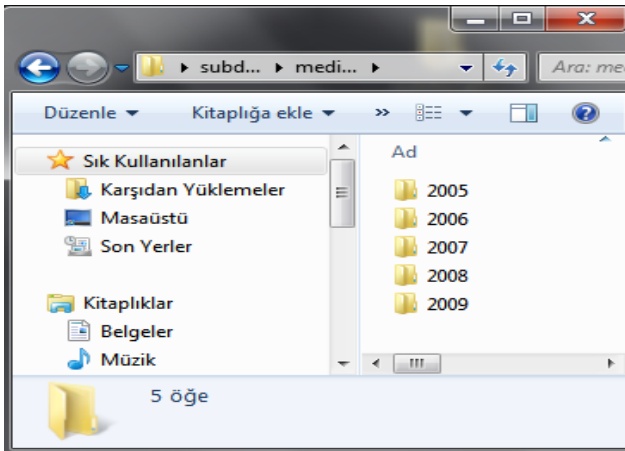 subd... medi...
Ara: me
Düzenle Kitaplığa ekle »
Sık Kullanılanlar
Karşıdan Yüklemeler
Masaüstü
Son Yerler
Kitaplıklar
Belgeler
Müzik
Ad
2005
2006
2007
2008
2009
5 öğe